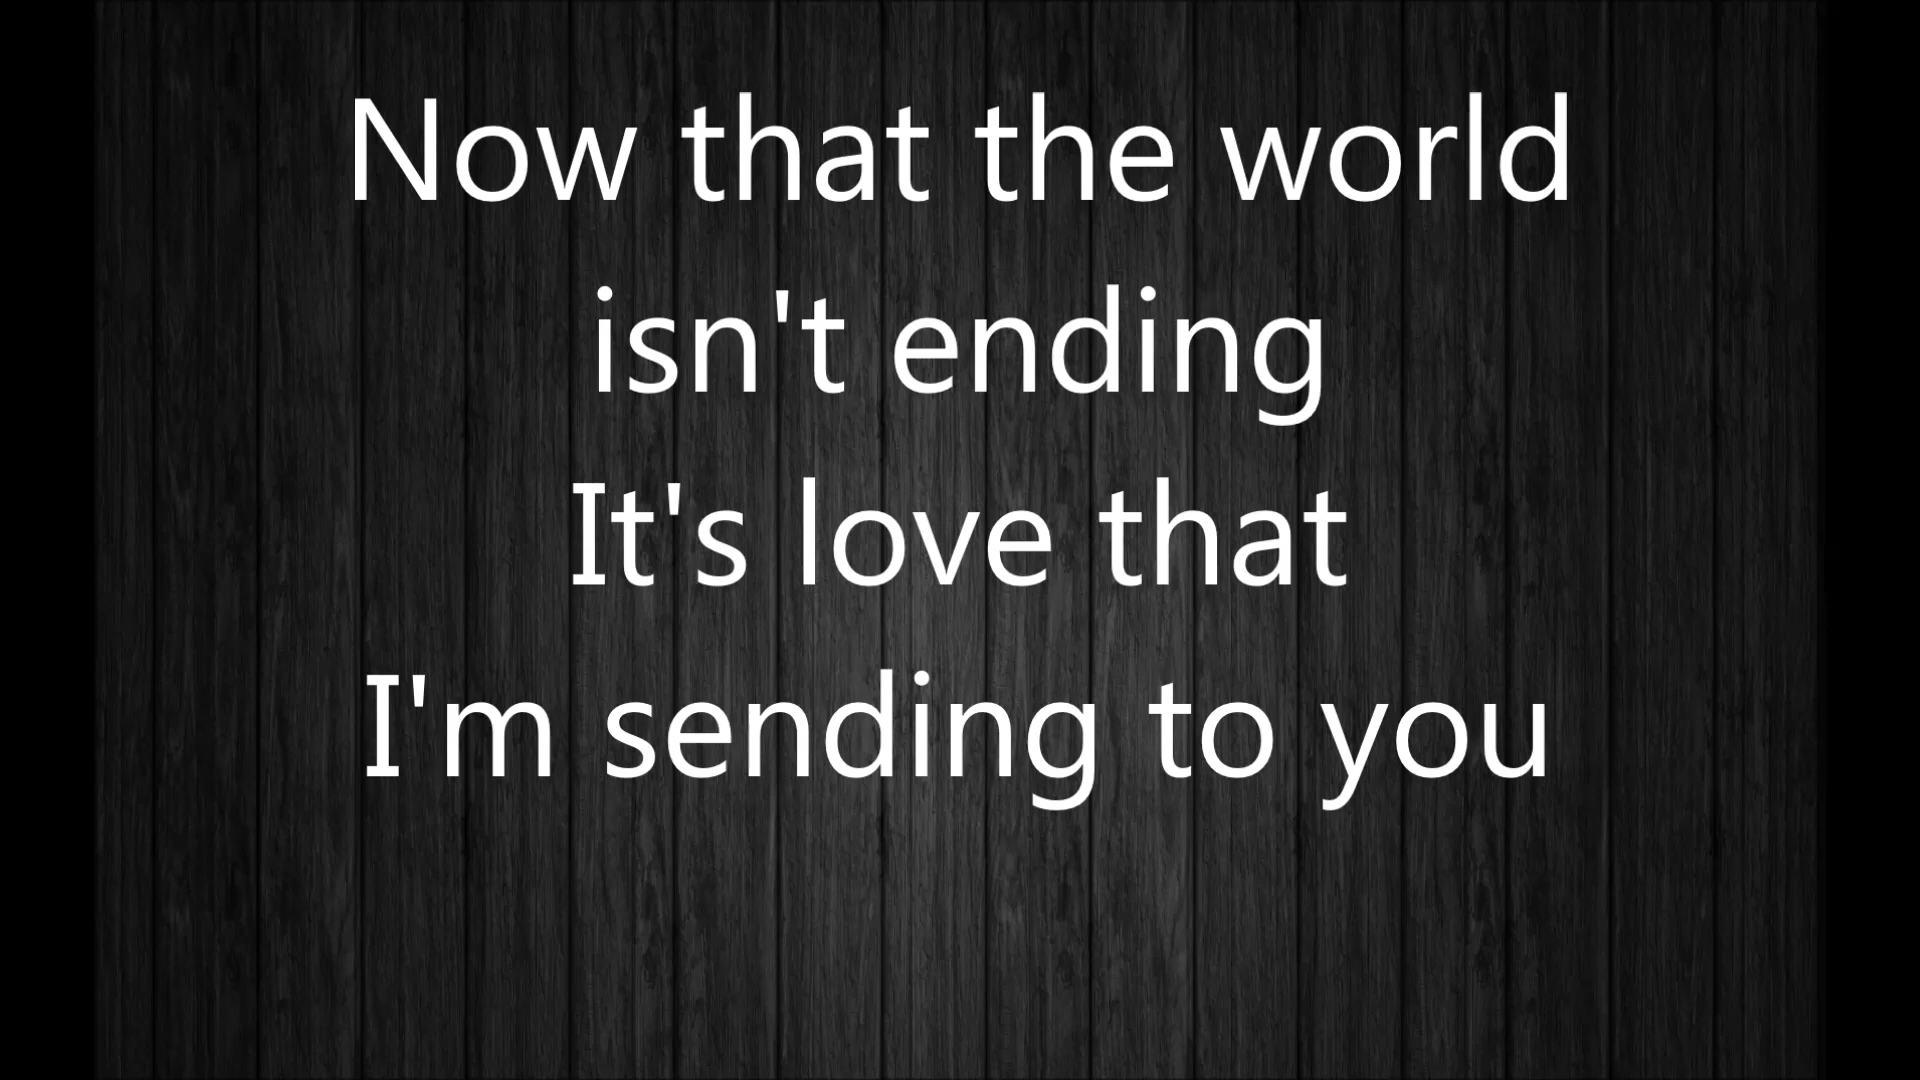 Now that the world
isn't ending
It's love that
I'm sending to you